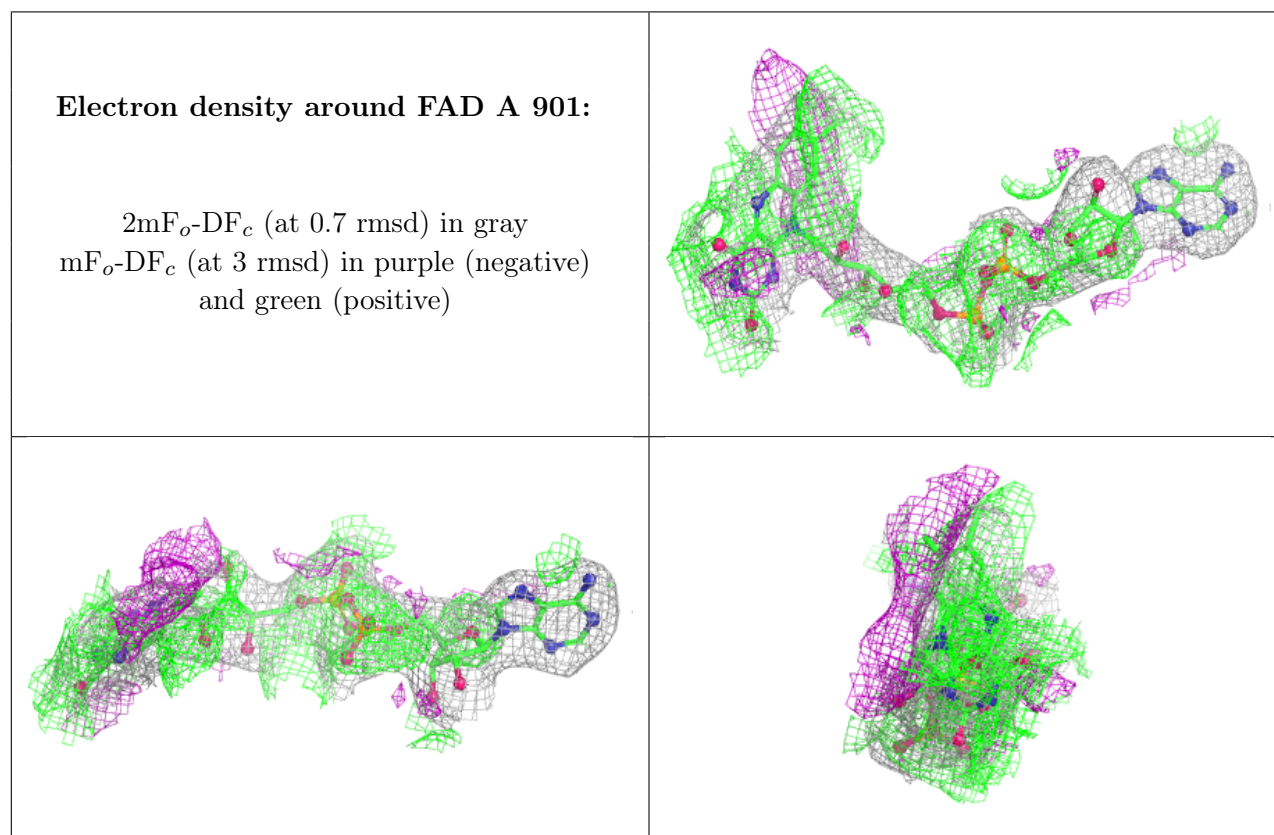 Electron density around FAD A 901:
2mFₒ-DF𝒸 (at 0.7 rmsd) in gray
mFₒ-DF𝒸 (at 3 rmsd) in purple (negative)
and green (positive)